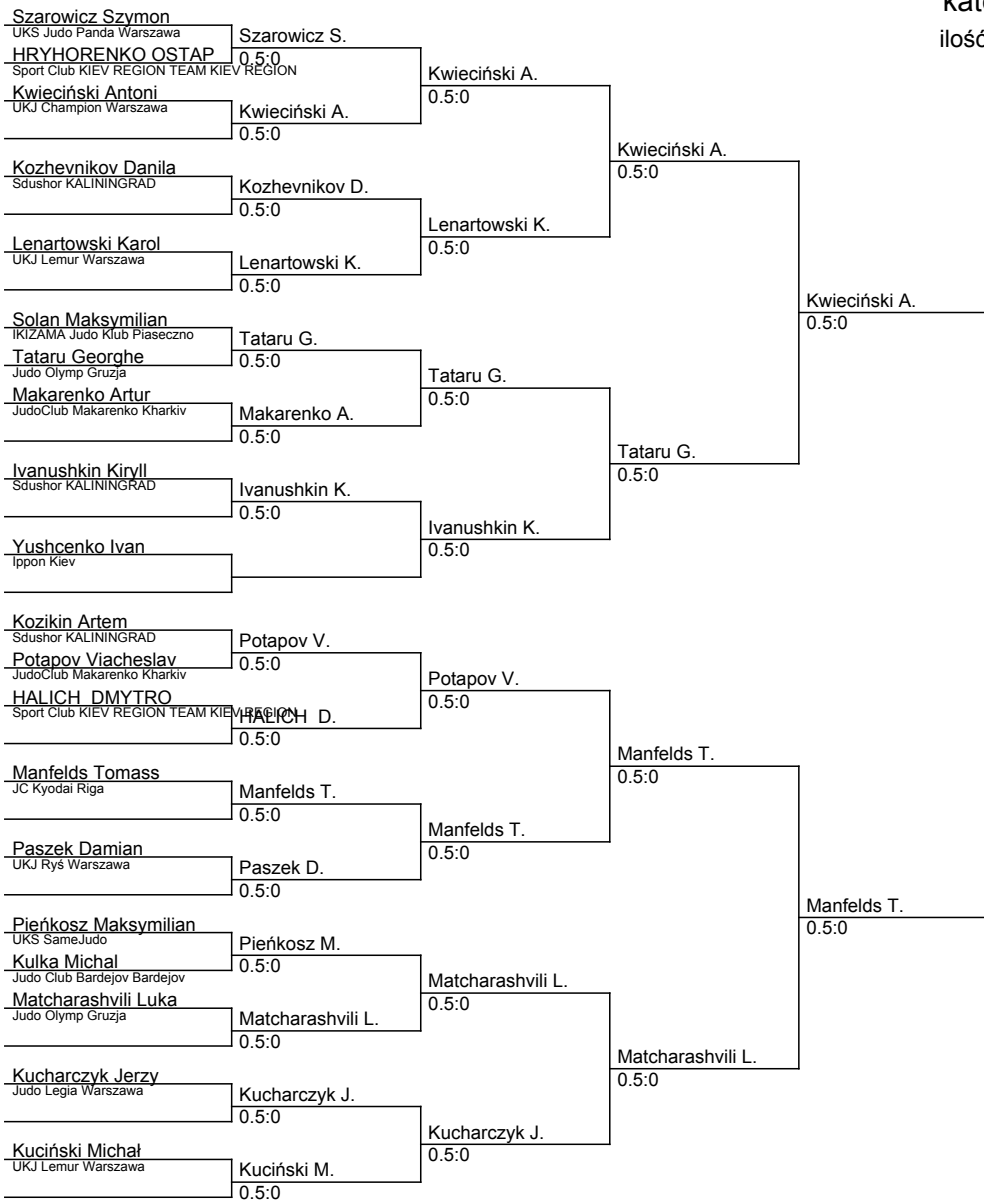 kat
ilość
Szarowicz Szymon
UKS Judo Panda Warszawa
HRYHORENKO OSTAP
Sport Club KIEV REGION TEAM KIEV REGION
Kwieciński Antoni
UKJ Champion Warszawa
Kozhevnikov Danila
Sdushor KALININGRAD
Lenartowski Karol
UKJ Lemur Warszawa
Solan Maksymilian
IKIZAMA Judo Klub Piaseczno
Tataru Georghe
Judo Olymp Gruzja
Makarenko Artur
JudoClub Makarenko Kharkiv
Ivanushkin Kiryll
Sdushor KALININGRAD
Yushcenko Ivan
Ippon Kiev
Kozikin Artem
Sdushor KALININGRAD
Potapov Viacheslav
JudoClub Makarenko Kharkiv
HALICH DMYTRO
Sport Club KIEV REGION TEAM KIEV REGION
Manfelds Tomass
JC Kyodai Riga
Paszek Damian
UKJ Ryś Warszawa
Pieńkosz Maksymilian
UKS SameJudo
Kulka Michal
Judo Club Bardejov Bardejov
Matcharashvili Luka
Judo Olymp Gruzja
Kucharczyk Jerzy
Judo Legia Warszawa
Kuciński Michał
UKJ Lemur Warszawa
Szarowicz S.
0.5:0
Kwieciński A.
0.5:0
Kozhevnikov D.
0.5:0
Lenartowski K.
0.5:0
Tataru G.
0.5:0
Makarenko A.
0.5:0
Ivanushkin K.
0.5:0
Potapov V.
0.5:0
HALICH D.
0.5:0
Manfelds T.
0.5:0
Paszek D.
0.5:0
Pieńkosz M.
0.5:0
Matcharashvili L.
0.5:0
Kucharczyk J.
0.5:0
Kuciński M.
0.5:0
Kwieciński A.
0.5:0
Lenartowski K.
0.5:0
Tataru G.
0.5:0
Ivanushkin K.
0.5:0
Potapov V.
0.5:0
Manfelds T.
0.5:0
Matcharashvili L.
0.5:0
Kucharczyk J.
0.5:0
Kwieciński A.
0.5:0
Tataru G.
0.5:0
Manfelds T.
0.5:0
Matcharashvili L.
0.5:0
Kwieciński A.
0.5:0
Manfelds T.
0.5:0